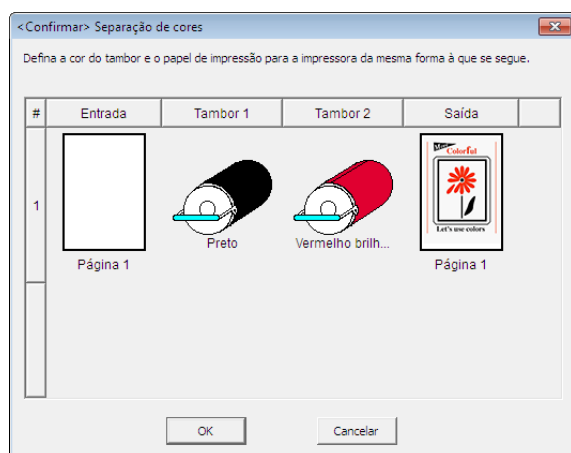 <Confirmar> Separação de cores
Defina a cor do tambor e o papel de impressão para a impressora da mesma forma à que se segue.
# Entrada Tambor 1 Tambor 2 Saída
1
Colorful
Let's use colors
Preto Vermelho brilh...
Página 1 Página 1
OK Cancelar